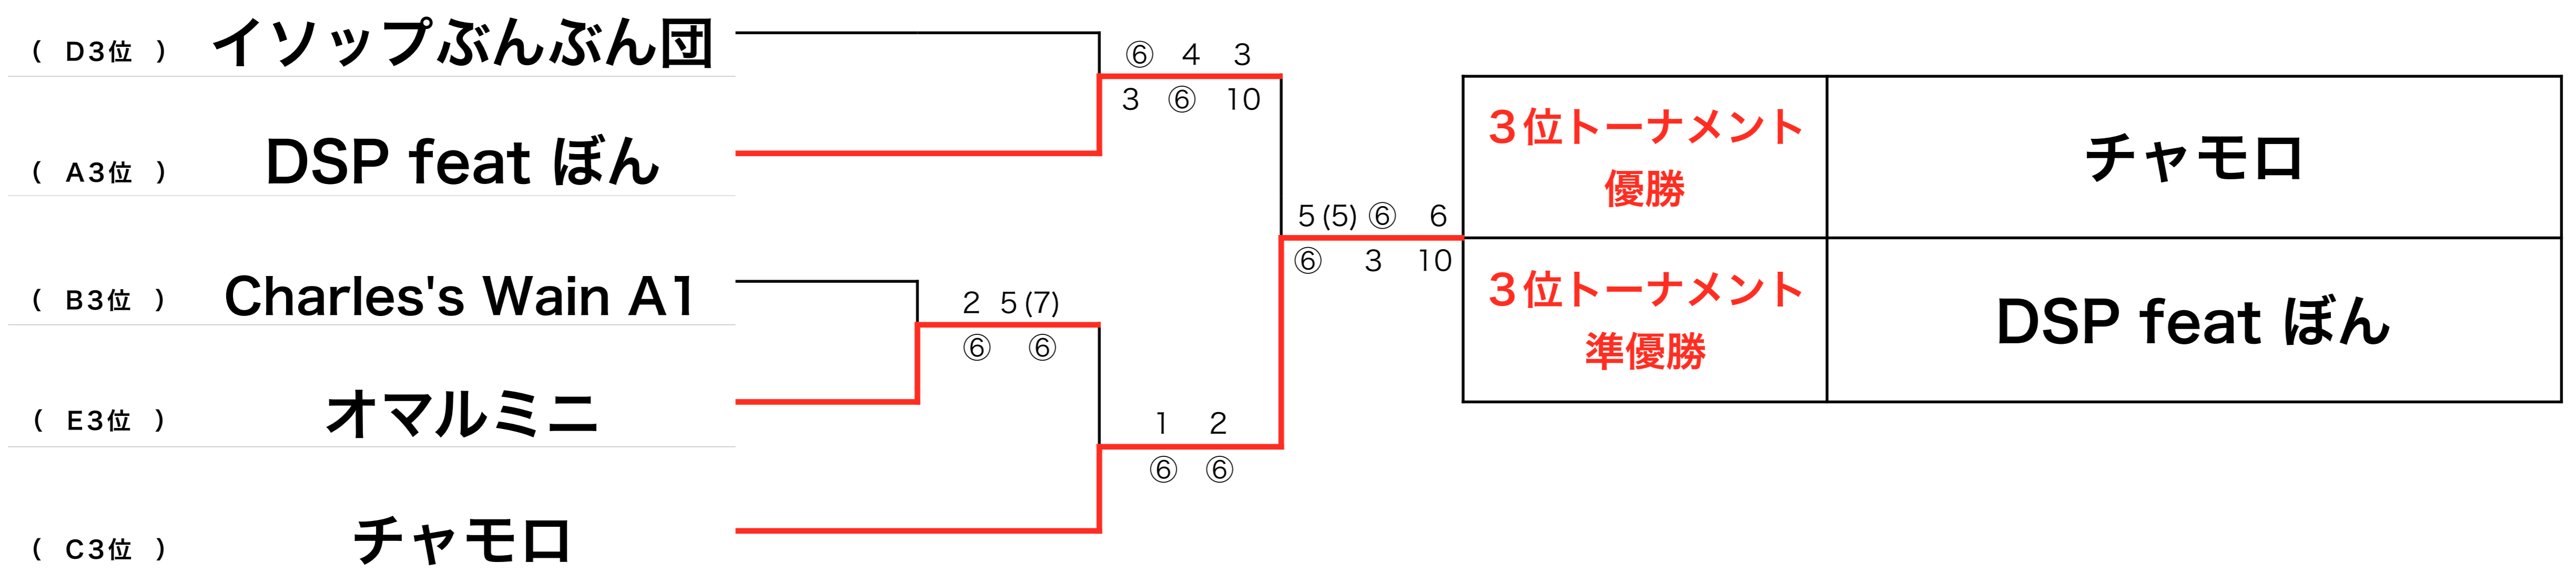 ( D3位 ) イソップぶんぶん団
⑥ 4 3
3 ⑥ 10
( A3位 ) DSP feat ぼん
( B3位 ) Charles's Wain A1
2 5 (7)
⑥ ⑥
( E3位 ) オマルミニ
1 2
⑥ ⑥
( C3位 ) チャモロ
5 (5) ⑥ 6
⑥ 3 10
３位トーナメント
優勝
チャモロ
３位トーナメント
準優勝
DSP feat ぼん